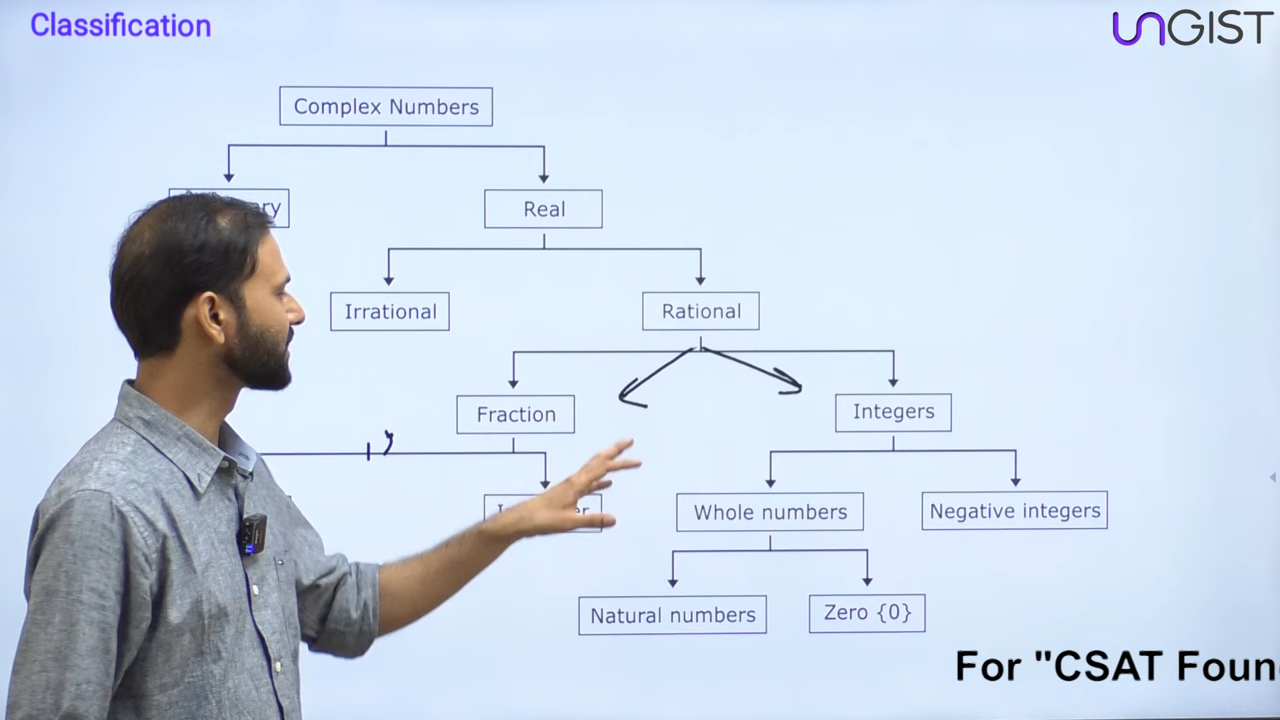 Classification
UNGIST
Complex Numbers
Real
Irrational
Rational
Fraction
Integers
Whole numbers
Negative integers
Natural numbers
Zero {0}
For "CSAT Foun